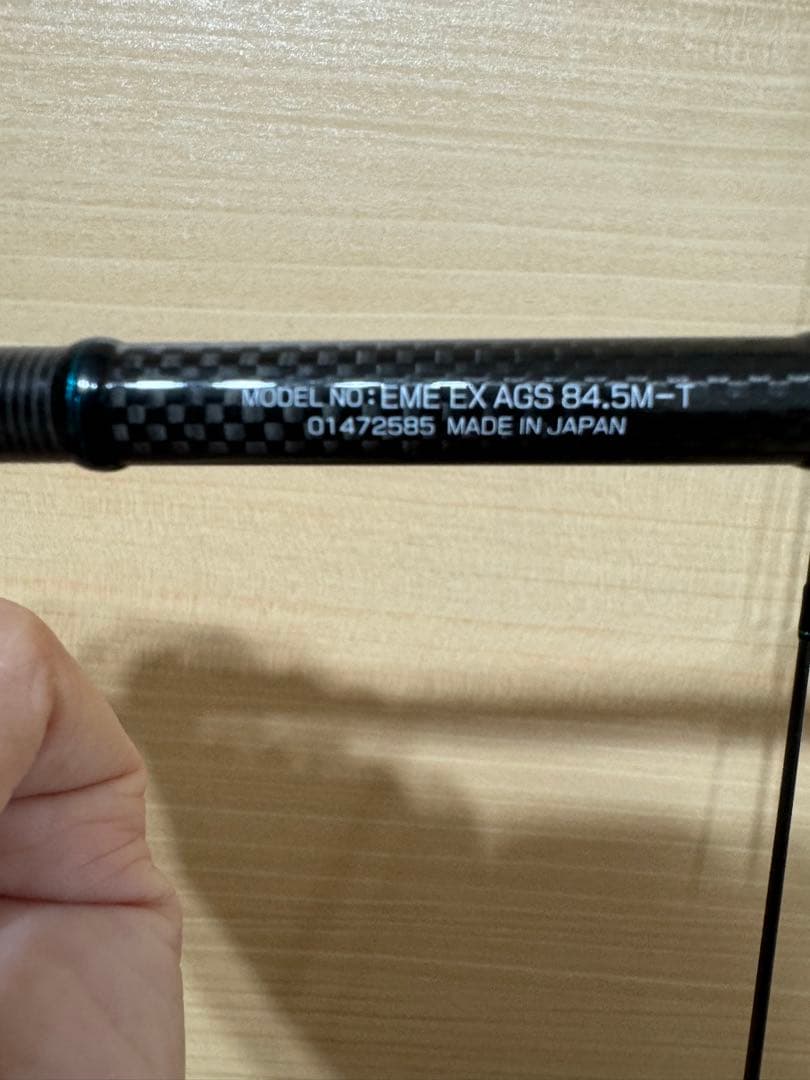 MODEL NO:EME EX AGS 84.5M-T
01472585 MADE IN JAPAN